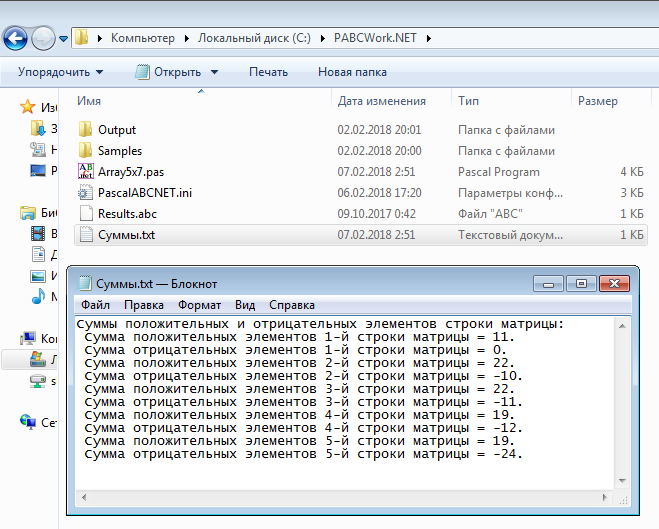 Компьютер
Локальный диск (C:)
PABCWork.NET
Упорядочить
Открыть
Печать
Новая папка
Имя
Дата изменения
Тип
Размер
Output 02.02.2018 20:01 Папка с файлами
Samples 02.02.2018 20:00 Папка с файлами
Array5x7.pas 07.02.2018 2:51 Pascal Program 4 КБ
PascalABCNET.ini 06.02.2018 17:20 Параметры конф... 3 КБ
Results.abc 09.10.2017 0:42 Файл "ABC" 1 КБ
Суммы.txt 07.02.2018 2:51 Текстовый докум... 1 КБ
Суммы.txt — Блокнот
Файл Правка Формат Вид Справка
Суммы положительных и отрицательных элементов строки матрицы:
Сумма положительных элементов 1-й строки матрицы = 11.
Сумма отрицательных элементов 1-й строки матрицы = 0.
Сумма положительных элементов 2-й строки матрицы = 22.
Сумма отрицательных элементов 2-й строки матрицы = -10.
Сумма положительных элементов 3-й строки матрицы = 22.
Сумма отрицательных элементов 3-й строки матрицы = -11.
Сумма положительных элементов 4-й строки матрицы = 19.
Сумма отрицательных элементов 4-й строки матрицы = -12.
Сумма положительных элементов 5-й строки матрицы = 19.
Сумма отрицательных элементов 5-й строки матрицы = -24.